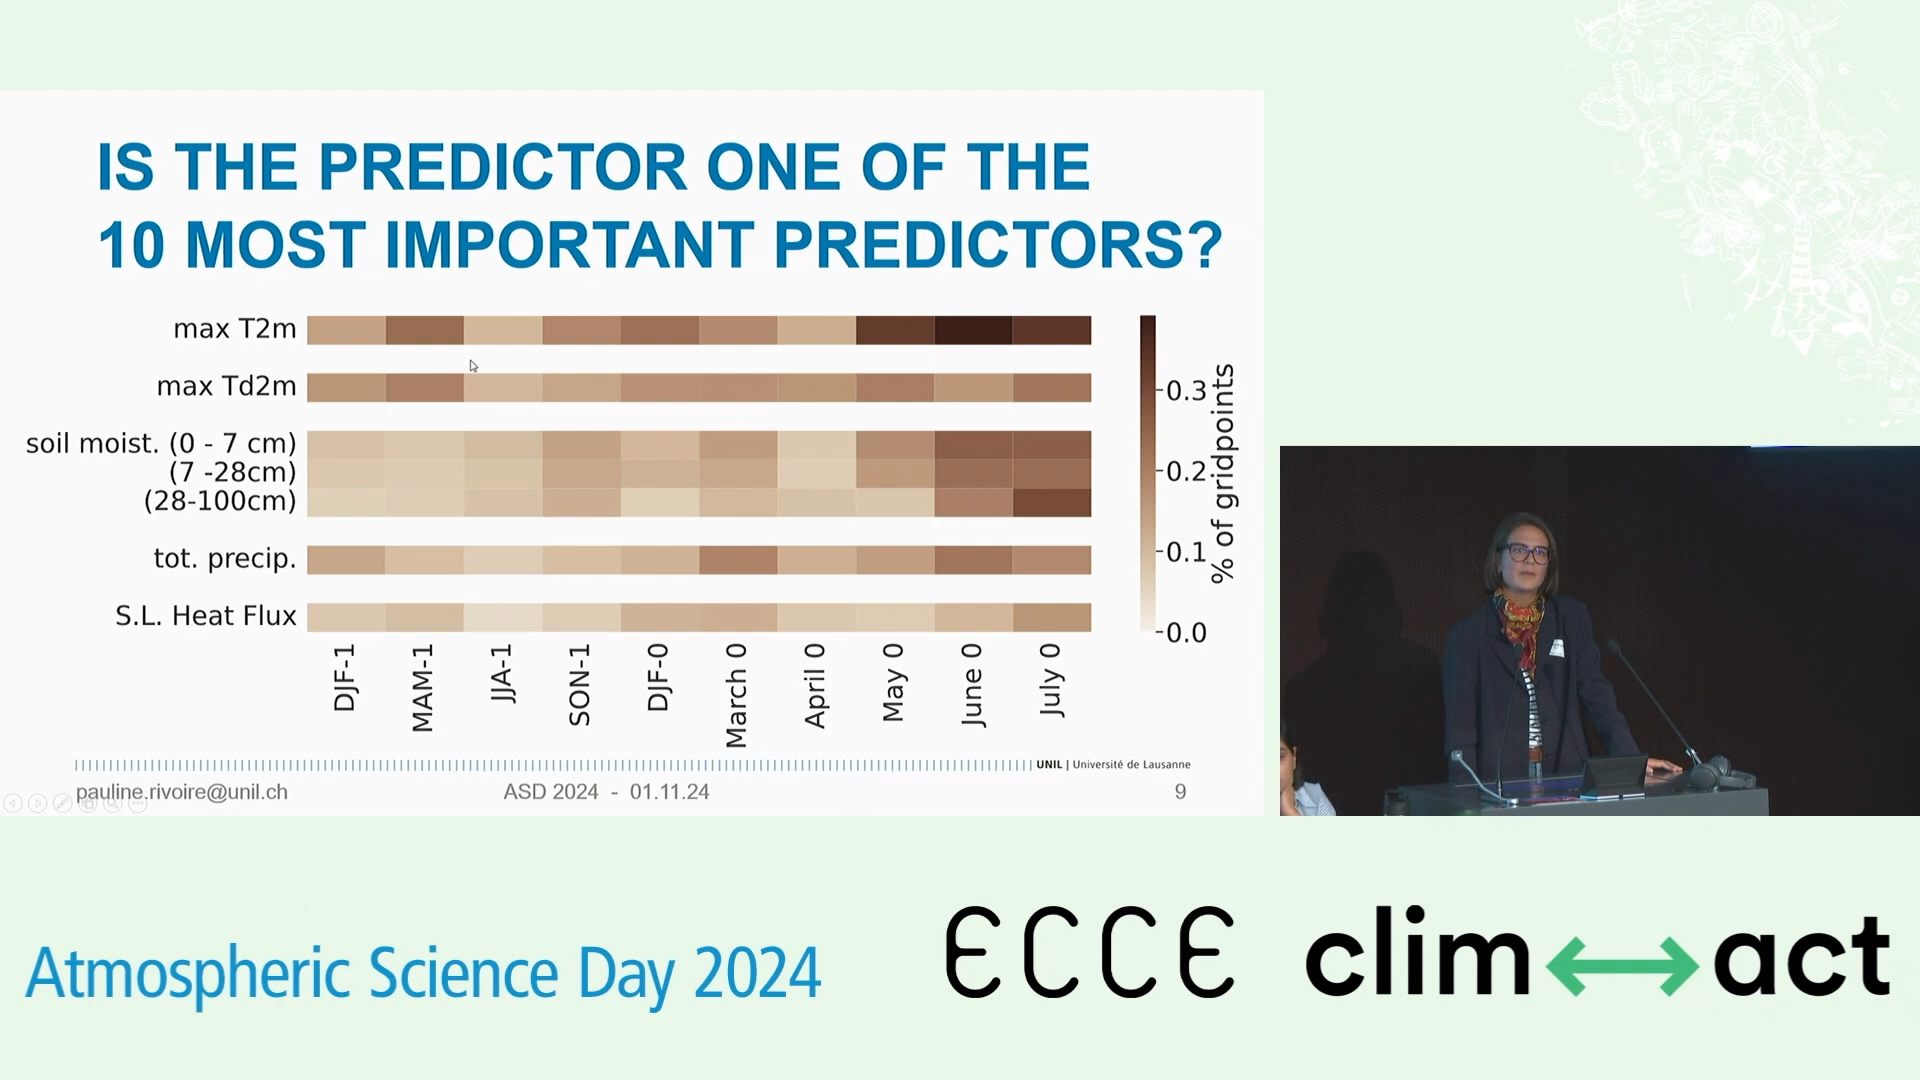 IS THE PREDICTOR ONE OF THE
10 MOST IMPORTANT PREDICTORS?
max T2m
max Td2m
soil moist. (0 - 7 cm)
(7 -28cm)
(28-100cm)
tot. precip.
S.L. Heat Flux
DJF-1
MAM-1
JJA-1
SON-1
DJF-0
March 0
April 0
May 0
June 0
July 0
0.3
0.2
0.1
0.0
% of gridpoints
UNIL | Université de Lausanne
pauline.rivoire@unil.ch
ASD 2024 - 01.11.24
9
Atmospheric Science Day 2024
ECCE
clim act